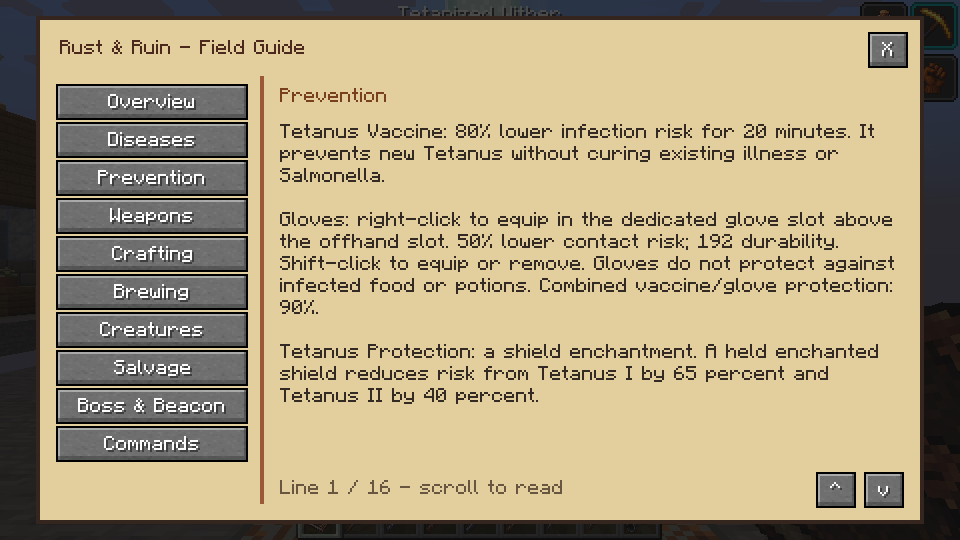 Tetanized Wither
Rust & Ruin - Field Guide
X
Overview
Diseases
Prevention
Weapons
Crafting
Brewing
Creatures
Salvage
Boss & Beacon
Commands
Prevention
Tetanus Vaccine: 80% lower infection risk for 20 minutes. It
prevents new Tetanus without curing existing illness or
Salmonella.
Gloves: right-click to equip in the dedicated glove slot above
the offhand slot. 50% lower contact risk; 192 durability.
Shift-click to equip or remove. Gloves do not protect against
infected food or potions. Combined vaccine/glove protection:
90%.
Tetanus Protection: a shield enchantment. A held enchanted
shield reduces risk from Tetanus I by 65 percent and
Tetanus II by 40 percent.
Line 1 / 16 - scroll to read
^
v